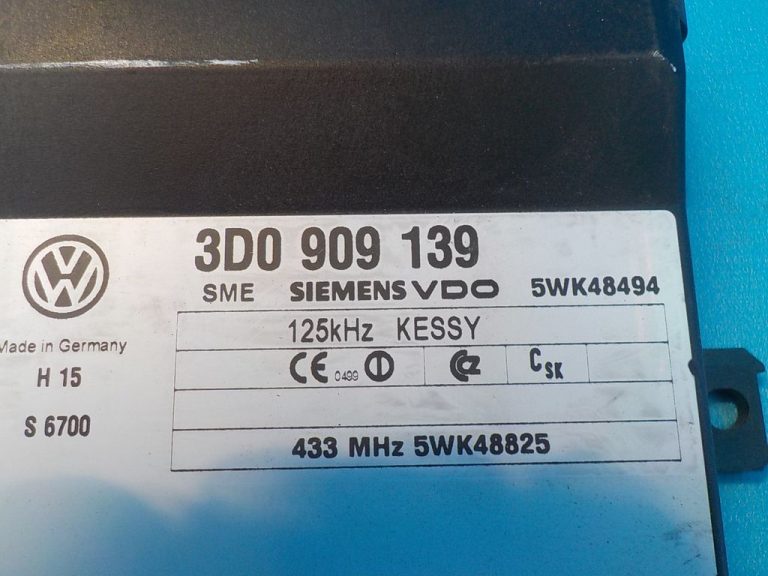 3D0 909 139
SME SIEMENS VDO 5WK48494
125kHz KESSY
Made in Germany
CE 0499 CZ CSK
H 15
S 6700
433 MHz 5WK48825